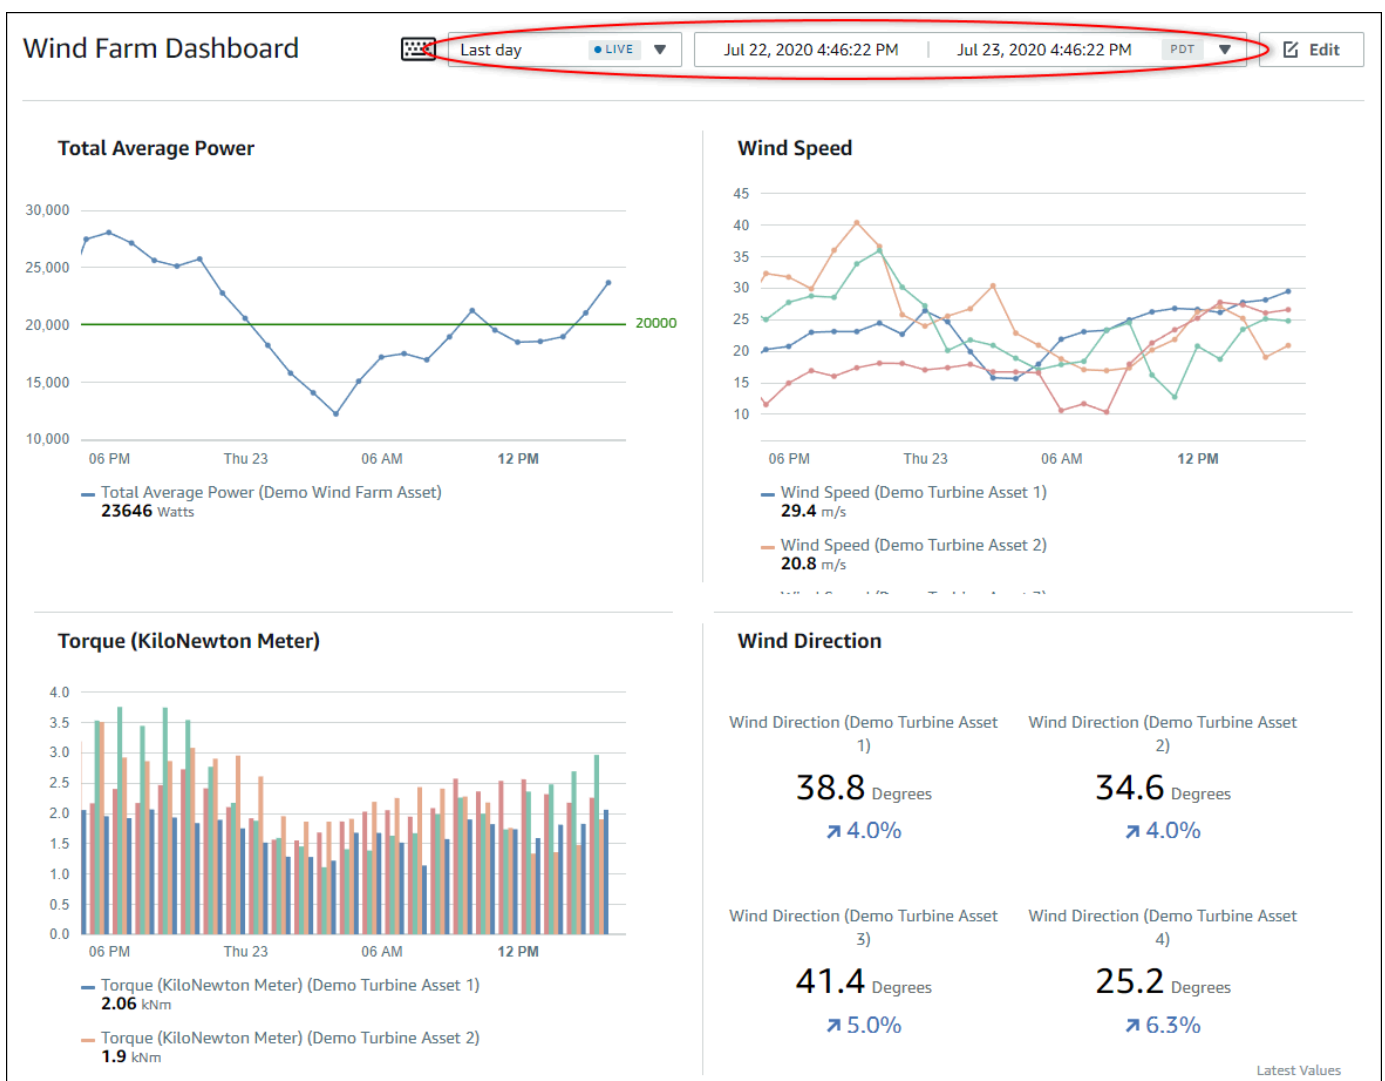 Wind Farm Dashboard
Last day
LIVE
Jul 22, 2020 4:46:22 PM
Jul 23, 2020 4:46:22 PM
PDT
Edit
Total Average Power
30,000
25,000
20,000
15,000
10,000
20000
06 PM
Thu 23
06 AM
12 PM
Total Average Power (Demo Wind Farm Asset)
23646 Watts
Wind Speed
45
40
35
30
25
20
15
10
06 PM
Thu 23
06 AM
12 PM
Wind Speed (Demo Turbine Asset 1)
29.4 m/s
Wind Speed (Demo Turbine Asset 2)
20.8 m/s
Torque (KiloNewton Meter)
4.0
3.5
3.0
2.5
2.0
1.5
1.0
0.5
0.0
06 PM
Thu 23
06 AM
12 PM
Torque (KiloNewton Meter) (Demo Turbine Asset 1)
2.06 kNm
Torque (KiloNewton Meter) (Demo Turbine Asset 2)
1.9 kNm
Wind Direction
Wind Direction (Demo Turbine Asset
1)
38.8 Degrees
4.0%
Wind Direction (Demo Turbine Asset
2)
34.6 Degrees
4.0%
Wind Direction (Demo Turbine Asset
3)
41.4 Degrees
5.0%
Wind Direction (Demo Turbine Asset
4)
25.2 Degrees
6.3%
Latest Values